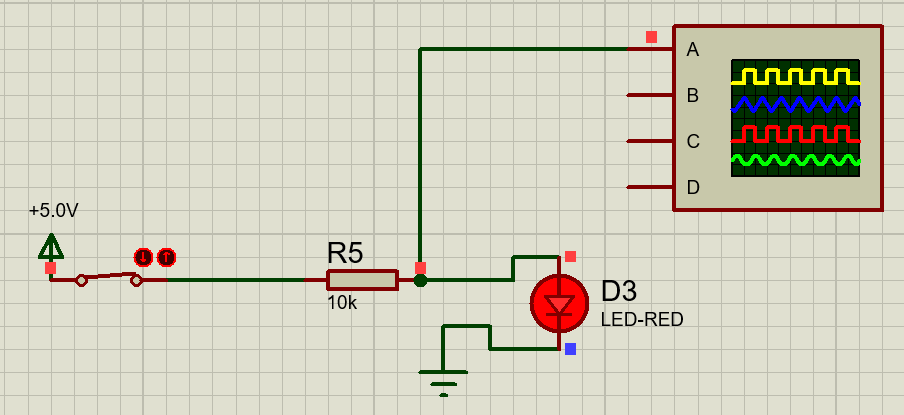 A
B
C
D
+5.0V
R5
10k
D3
LED-RED